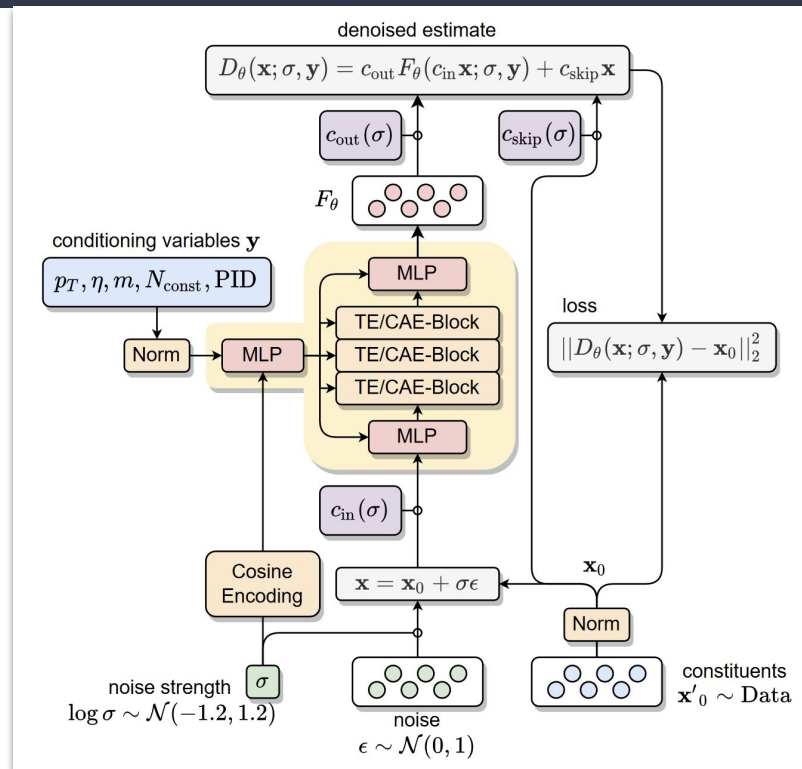 denoised estimate
D_θ(𝐱; σ, 𝐲) = c_out F_θ(c_in 𝐱; σ, 𝐲) + c_skip 𝐱
c_out(σ)
c_skip(σ)
F_θ
conditioning variables 𝐲
p_T, η, m, N_const, PID
MLP
loss
TE/CAE-Block
||D_θ(𝐱; σ, 𝐲) − 𝐱_0||_2^2
Norm
MLP
TE/CAE-Block
TE/CAE-Block
MLP
c_in(σ)
Cosine
Encoding
𝐱 = 𝐱_0 + σϵ
𝐱_0
Norm
noise strength
σ
log σ ∼ 𝒩(−1.2, 1.2)
noise
ϵ ∼ 𝒩(0, 1)
constituents
𝐱′_0 ∼ Data